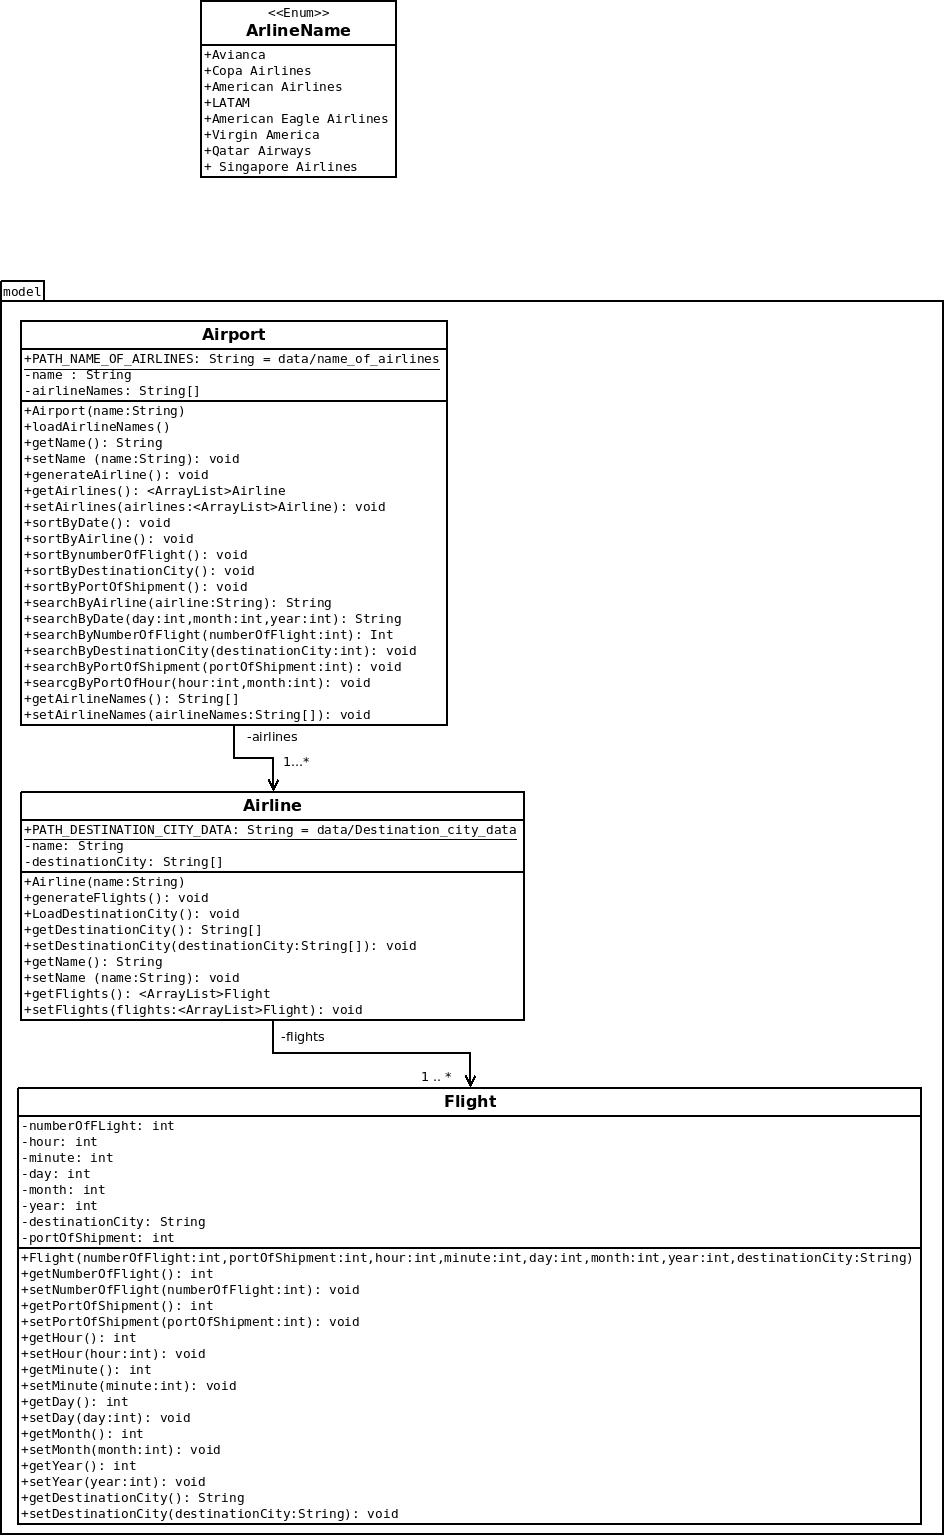 <<Enum>>
ArlineName
+Avianca
+Copa Airlines
+American Airlines
+LATAM
+American Eagle Airlines
+Virgin America
+Qatar Airways
+ Singapore Airlines
model
Airport
+PATH_NAME_OF_AIRLINES: String = data/name_of_airlines
-name : String
-airlineNames: String[]
+Airport(name:String)
+loadAirlineNames()
+getName(): String
+setName (name:String): void
+generateAirline(): void
+getAirlines(): <ArrayList>Airline
+setAirlines(airlines:<ArrayList>Airline): void
+sortByDate(): void
+sortByAirline(): void
+sortBynumberOfFlight(): void
+sortByDestinationCity(): void
+sortByPortOfShipment(): void
+searchByAirline(airline:String): String
+searchByDate(day:int,month:int,year:int): String
+searchByNumberOfFlight(numberOfFlight:int): Int
+searchByDestinationCity(destinationCity:int): void
+searchByPortOfShipment(portOfShipment:int): void
+searcgByPortOfHour(hour:int,month:int): void
+getAirlineNames(): String[]
+setAirlineNames(airlineNames:String[]): void
-airlines
1...*
Airline
+PATH_DESTINATION_CITY_DATA: String = data/Destination_city_data
-name: String
-destinationCity: String[]
+Airline(name:String)
+generateFlights(): void
+LoadDestinationCity(): void
+getDestinationCity(): String[]
+setDestinationCity(destinationCity:String[]): void
+getName(): String
+setName (name:String): void
+getFlights(): <ArrayList>Flight
+setFlights(flights:<ArrayList>Flight): void
-flights
1 .. *
Flight
-numberOfFLight: int
-hour: int
-minute: int
-day: int
-month: int
-year: int
-destinationCity: String
-portOfShipment: int
+Flight(numberOfFlight:int,portOfShipment:int,hour:int,minute:int,day:int,month:int,year:int,destinationCity:String)
+getNumberOfFlight(): int
+setNumberOfFlight(numberOfFlight:int): void
+getPortOfShipment(): int
+setPortOfShipment(portOfShipment:int): void
+getHour(): int
+setHour(hour:int): void
+getMinute(): int
+setMinute(minute:int): void
+getDay(): int
+setDay(day:int): void
+getMonth(): int
+setMonth(month:int): void
+getYear(): int
+setYear(year:int): void
+getDestinationCity(): String
+setDestinationCity(destinationCity:String): void